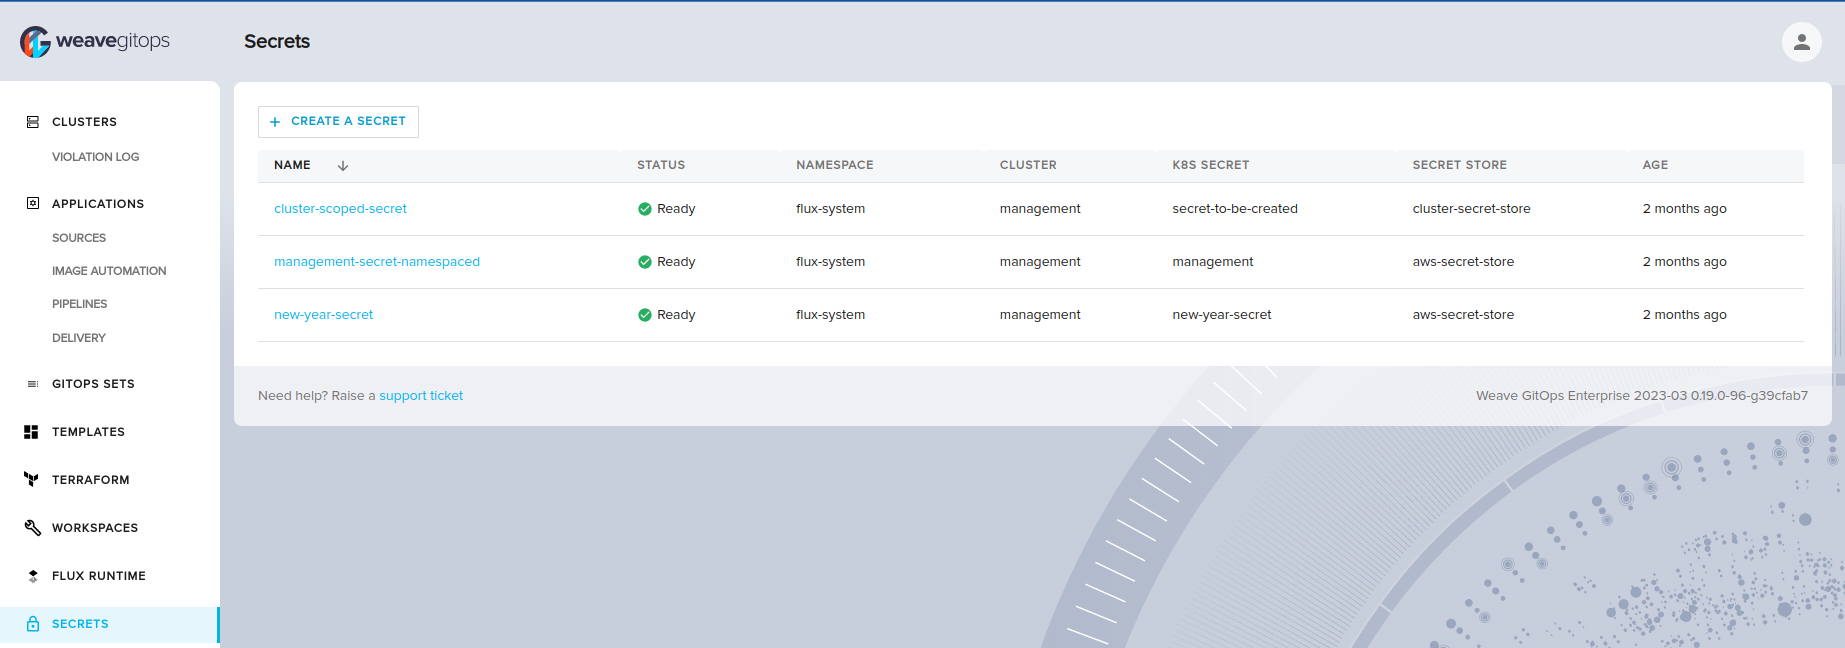 weavegitops
Secrets
CLUSTERS
VIOLATION LOG
APPLICATIONS
SOURCES
IMAGE AUTOMATION
PIPELINES
DELIVERY
GITOPS SETS
TEMPLATES
TERRAFORM
WORKSPACES
FLUX RUNTIME
SECRETS
+ CREATE A SECRET
NAME STATUS NAMESPACE CLUSTER K8S SECRET SECRET STORE AGE
cluster-scoped-secret Ready flux-system management secret-to-be-created cluster-secret-store 2 months ago
management-secret-namespaced Ready flux-system management management aws-secret-store 2 months ago
new-year-secret Ready flux-system management new-year-secret aws-secret-store 2 months ago
Need help? Raise a support ticket Weave GitOps Enterprise 2023-03 0.19.0-96-g39cfab7